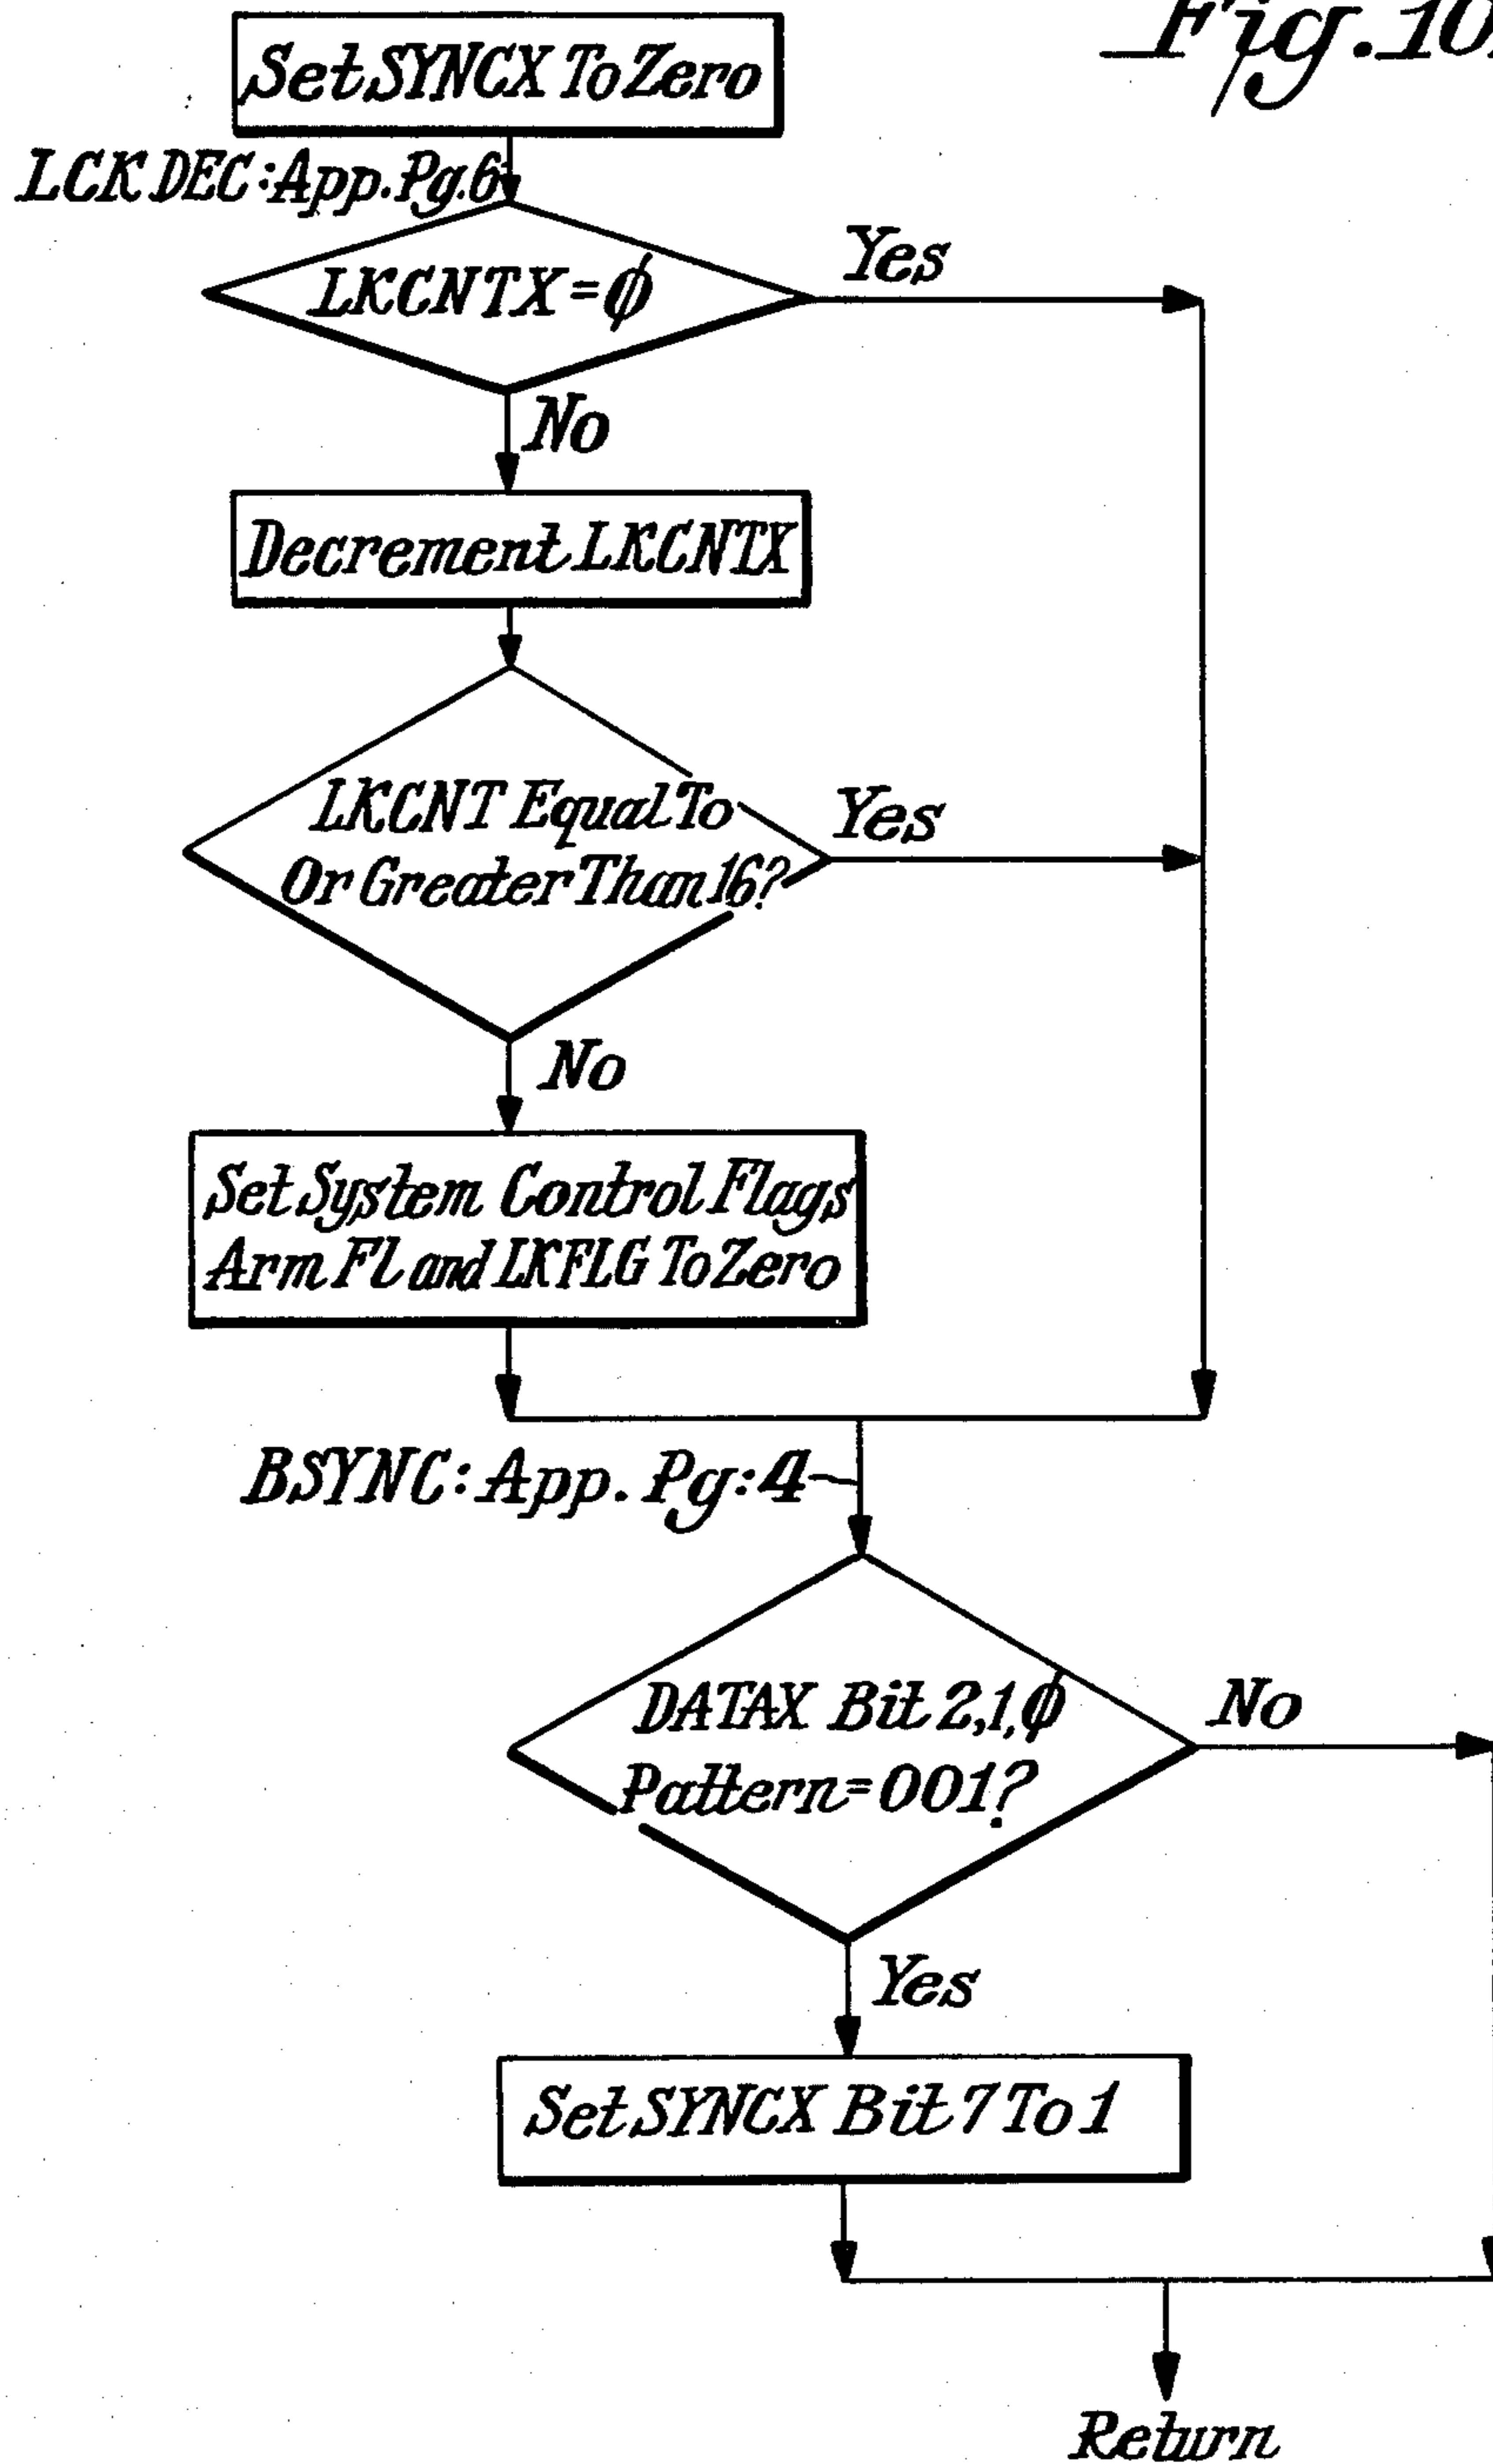 Fig. 10
Set SYNCX To Zero
LCK DEC: App. Pg. 6
LKCNTX = ϕ
Yes
No
Decrement LKCNTX
LKCNT Equal To
Or Greater Than 16?
Yes
No
Set System Control Flags
Arm Fl and LKFLG To Zero
BSYNC: App. Pg: 4
DATAX Bit 2,1,ϕ
Pattern = 001?
No
Yes
Set SYNCX Bit 7 To 1
Return